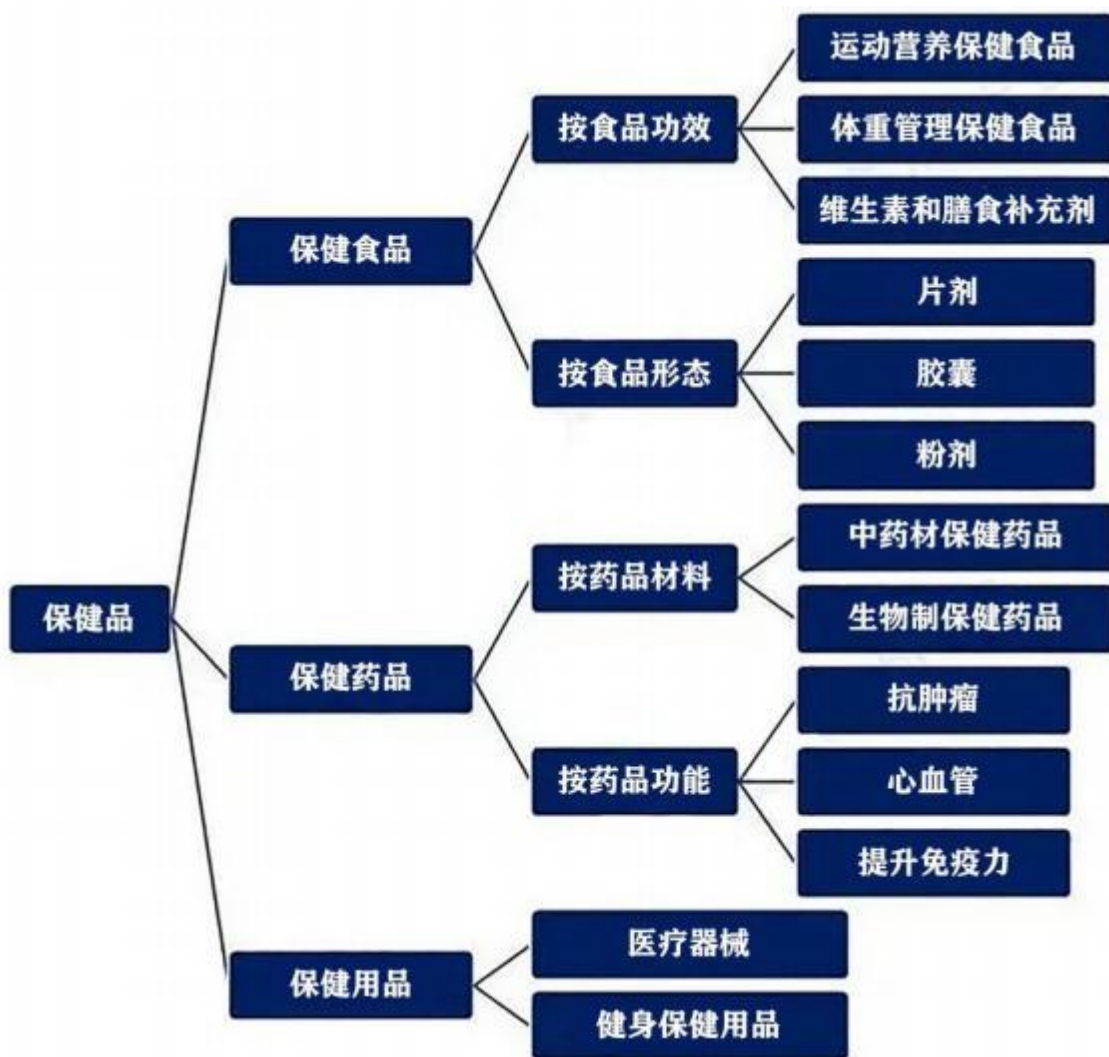 运动营养保健食品
按食品功效
体重管理保健食品
维生素和膳食补充剂
保健食品
片剂
按食品形态
胶囊
粉剂
中药材保健药品
按药品材料
保健品
生物制保健药品
保健药品
抗肿瘤
按药品功能
心血管
提升免疫力
医疗器械
保健用品
健身保健用品